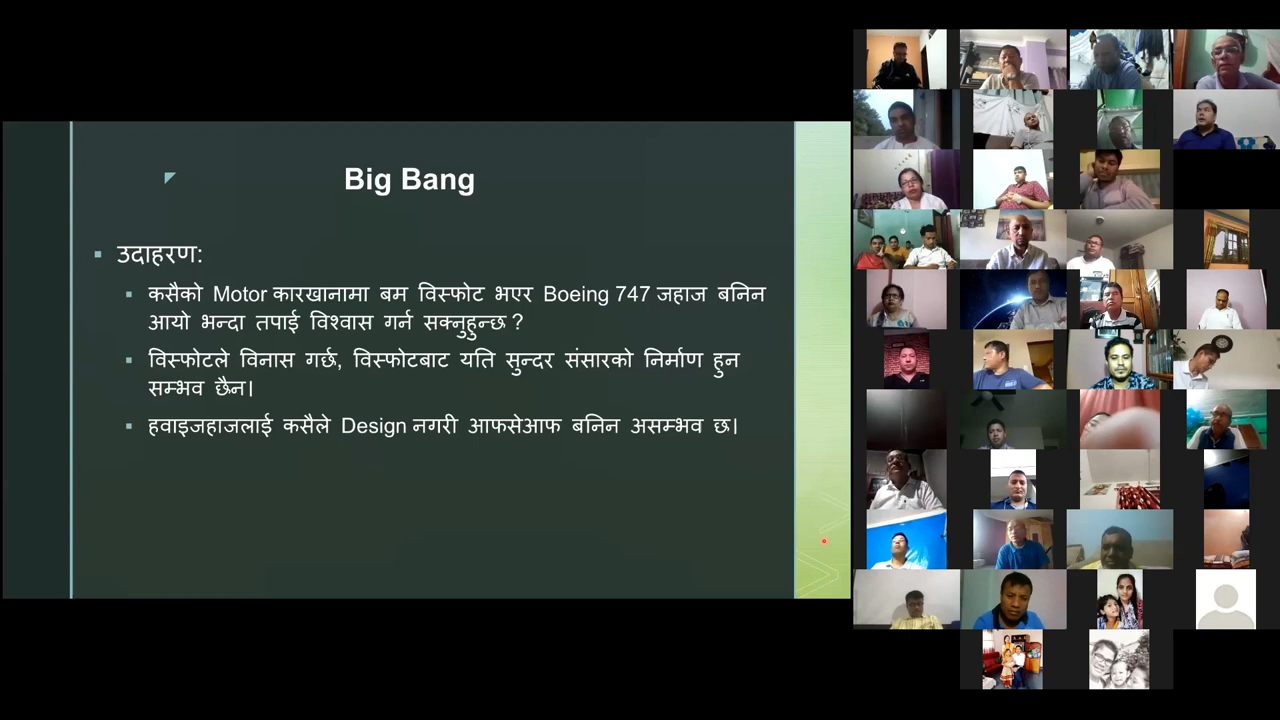 Big Bang
उदाहरण:
कसैको Motor कारखानामा बम विस्फोट भएर Boeing 747 जहाज बनिन
आयो भन्दा तपाई विश्वास गर्न सक्नुहुन्छ ?
विस्फोटले विनास गर्छ, विस्फोटबाट यति सुन्दर संसारको निर्माण हुन
सम्भव छैन।
हवाइजहाजलाई कसैले Design नगरी आफसेआफ बनिन असम्भव छ।